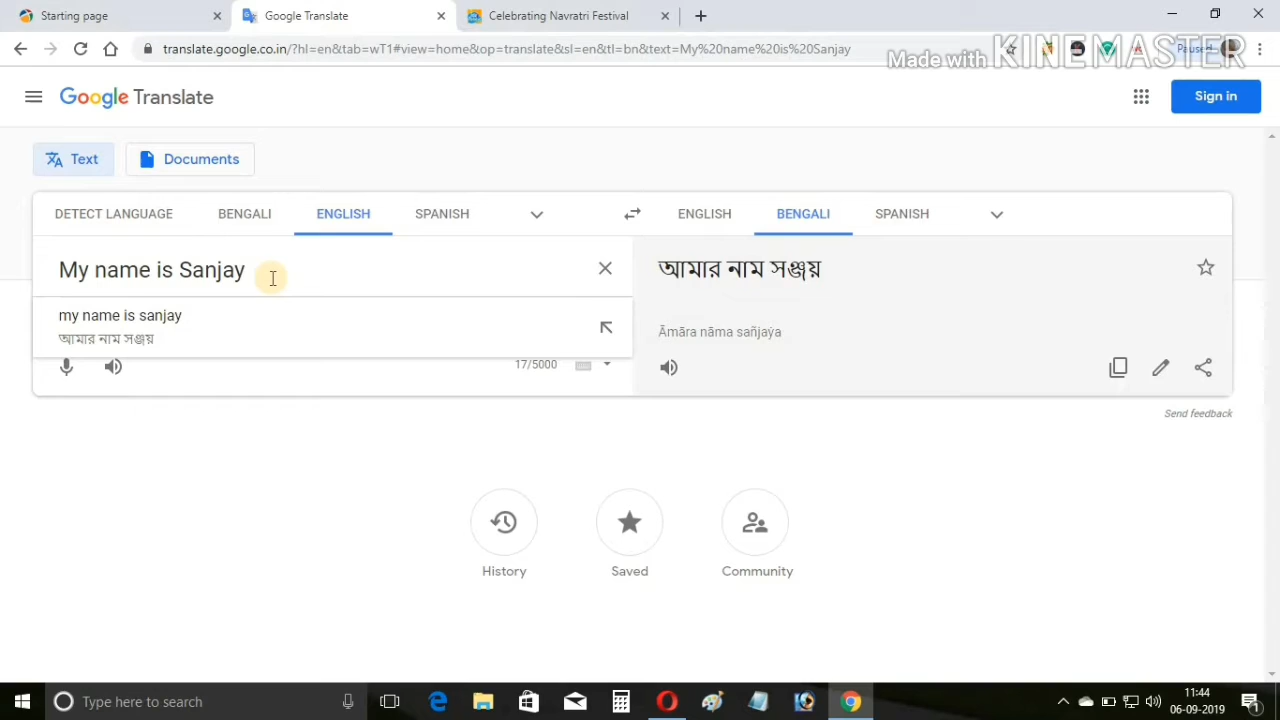 Starting page
Google Translate
Celebrating Navratri Festival
translate.google.co.in/?hl=en&tab=wT1#view=home&op=translate&sl=en&tl=bn&text=My%20name%20is%20Sanjay
Paused
Made with KINEMASTER
Google Translate
Sign in
Text
Documents
DETECT LANGUAGE
BENGALI
ENGLISH
SPANISH
ENGLISH
BENGALI
SPANISH
My name is Sanjay
my name is sanjay
আমার নাম সঞ্জয়
17/5000
আমার নাম সঞ্জয়
Āmāra nāma sañjaẏa
Send feedback
History
Saved
Community
Type here to search
11:44
06-09-2019
1